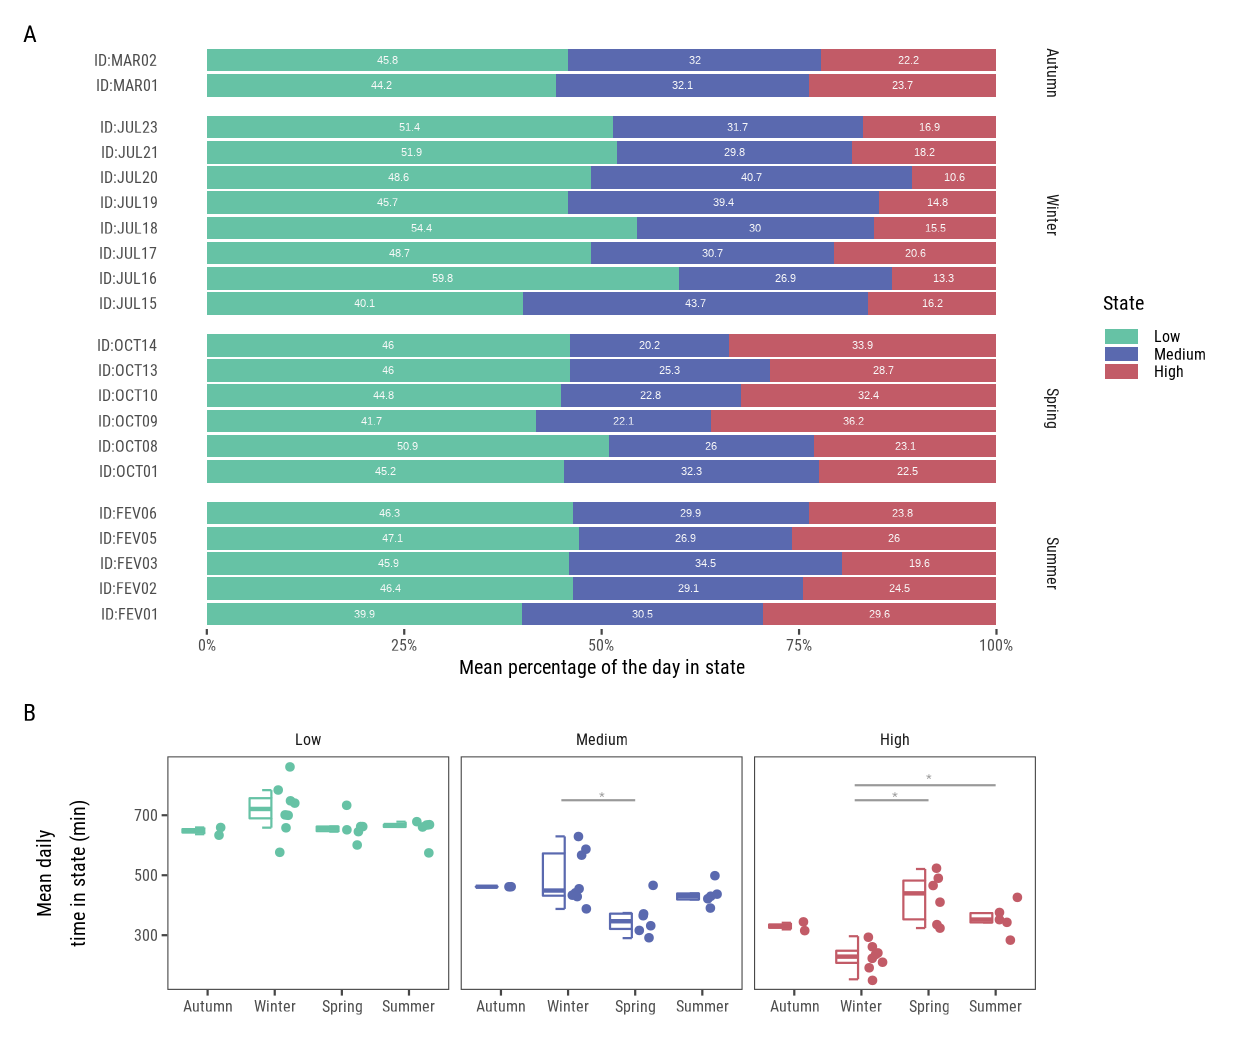 A
ID:MAR02 45.8 32 22.2
ID:MAR01 44.2 32.1 23.7
Autumn
ID:JUL23 51.4 31.7 16.9
ID:JUL21 51.9 29.8 18.2
ID:JUL20 48.6 40.7 10.6
ID:JUL19 45.7 39.4 14.8
ID:JUL18 54.4 30 15.5
ID:JUL17 48.7 30.7 20.6
ID:JUL16 59.8 26.9 13.3
ID:JUL15 40.1 43.7 16.2
Winter
ID:OCT14 46 20.2 33.9
ID:OCT13 46 25.3 28.7
ID:OCT10 44.8 22.8 32.4
ID:OCT09 41.7 22.1 36.2
ID:OCT08 50.9 26 23.1
ID:OCT01 45.2 32.3 22.5
Spring
ID:FEV06 46.3 29.9 23.8
ID:FEV05 47.1 26.9 26
ID:FEV03 45.9 34.5 19.6
ID:FEV02 46.4 29.1 24.5
ID:FEV01 39.9 30.5 29.6
Summer
0% 25% 50% 75% 100%
Mean percentage of the day in state
State
Low
Medium
High
B
Low Medium High
Mean daily
time in state (min)
700
500
300
*
*
*
Autumn Winter Spring Summer Autumn Winter Spring Summer Autumn Winter Spring Summer